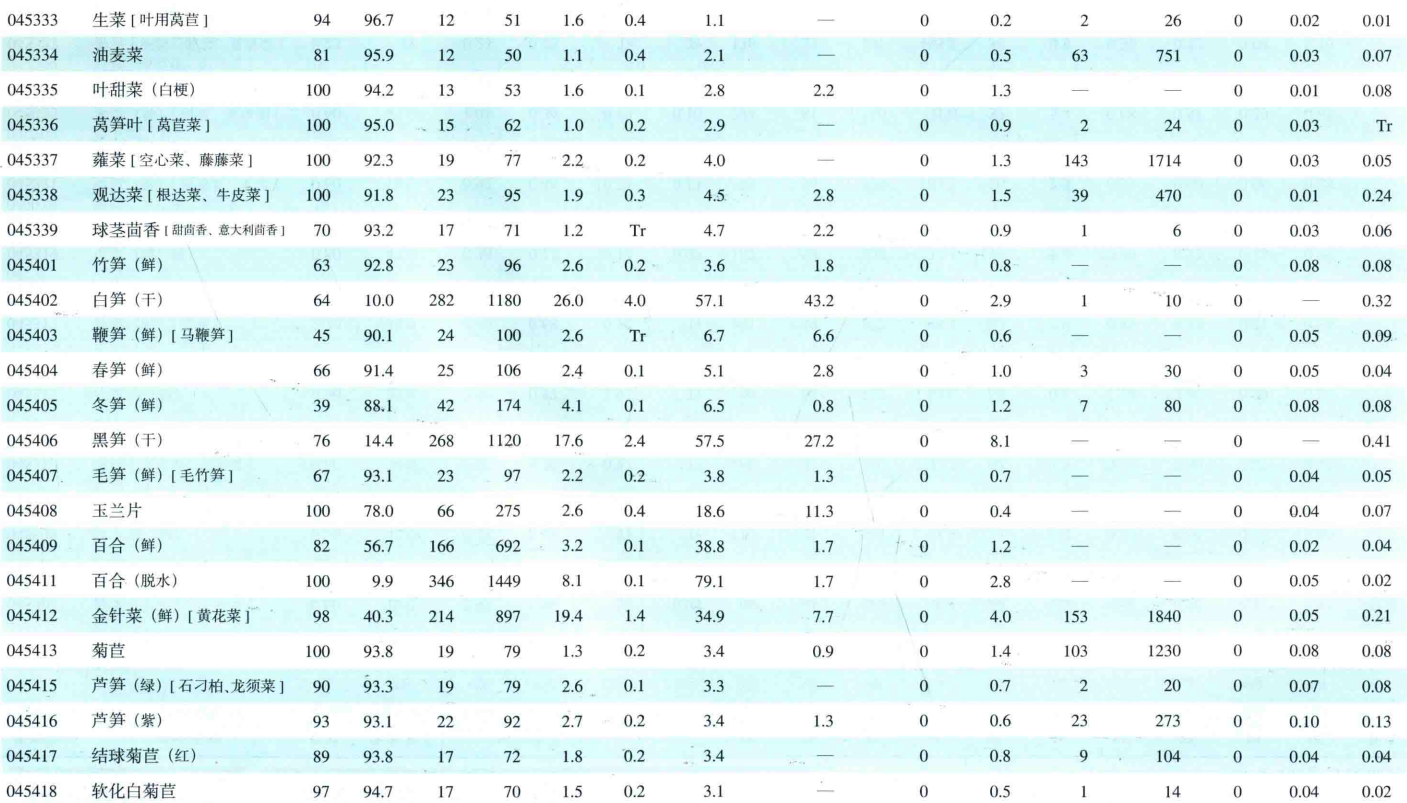 045333 生菜 [ 叶用莴苣 ] 94 96.7 12 51 1.6 0.4 1.1 — 0 0.2 2 26 0 0.02 0.01
045334 油麦菜 81 95.9 12 50 1.1 0.4 2.1 — 0 0.5 63 751 0 0.03 0.07
045335 叶甜菜（白梗） 100 94.2 13 53 1.6 0.1 2.8 2.2 0 1.3 — — 0 0.01 0.08
045336 莴笋叶 [ 莴苣菜 ] 100 95.0 15 62 1.0 0.2 2.9 — 0 0.9 2 24 0 0.03 Tr
045337 蕹菜 [ 空心菜、藤藤菜 ] 100 92.3 19 77 2.2 0.2 4.0 — 0 1.3 143 1714 0 0.03 0.05
045338 观达菜 [ 根达菜、牛皮菜 ] 100 91.8 23 95 1.9 0.3 4.5 2.8 0 1.5 39 470 0 0.01 0.24
045339 球茎茴香 [ 甜茴香、意大利茴香 ] 70 93.2 17 71 1.2 Tr 4.7 2.2 0 0.9 1 6 0 0.03 0.06
045401 竹笋（鲜） 63 92.8 23 96 2.6 0.2 3.6 1.8 0 0.8 — — 0 0.08 0.08
045402 白笋（干） 64 10.0 282 1180 26.0 4.0 57.1 43.2 0 2.9 1 10 0 — 0.32
045403 鞭笋（鲜）[ 马鞭笋 ] 45 90.1 24 100 2.6 Tr 6.7 6.6 0 0.6 — — 0 0.05 0.09
045404 春笋（鲜） 66 91.4 25 106 2.4 0.1 5.1 2.8 0 1.0 3 30 0 0.05 0.04
045405 冬笋（鲜） 39 88.1 42 174 4.1 0.1 6.5 0.8 0 1.2 7 80 0 0.08 0.08
045406 黑笋（干） 76 14.4 268 1120 17.6 2.4 57.5 27.2 0 8.1 — — 0 — 0.41
045407 毛笋（鲜）[ 毛竹笋 ] 67 93.1 23 97 2.2 0.2 3.8 1.3 0 0.7 — — 0 0.04 0.05
045408 玉兰片 100 78.0 66 275 2.6 0.4 18.6 11.3 0 0.4 — — 0 0.04 0.07
045409 百合（鲜） 82 56.7 166 692 3.2 0.1 38.8 1.7 0 1.2 — — 0 0.02 0.04
045411 百合（脱水） 100 9.9 346 1449 8.1 0.1 79.1 1.7 0 2.8 — — 0 0.05 0.02
045412 金针菜（鲜）[ 黄花菜 ] 98 40.3 214 897 19.4 1.4 34.9 7.7 0 4.0 153 1840 0 0.05 0.21
045413 菊苣 100 93.8 19 79 1.3 0.2 3.4 0.9 0 1.4 103 1230 0 0.08 0.08
045415 芦笋（绿）[ 石刁柏、龙须菜 ] 90 93.3 19 79 2.6 0.1 3.3 — 0 0.7 2 20 0 0.07 0.08
045416 芦笋（紫） 93 93.1 22 92 2.7 0.2 3.4 1.3 0 0.6 23 273 0 0.10 0.13
045417 结球菊苣（红） 89 93.8 17 72 1.8 0.2 3.4 — 0 0.8 9 104 0 0.04 0.04
045418 软化白菊苣 97 94.7 17 70 1.5 0.2 3.1 — 0 0.5 1 14 0 0.04 0.02